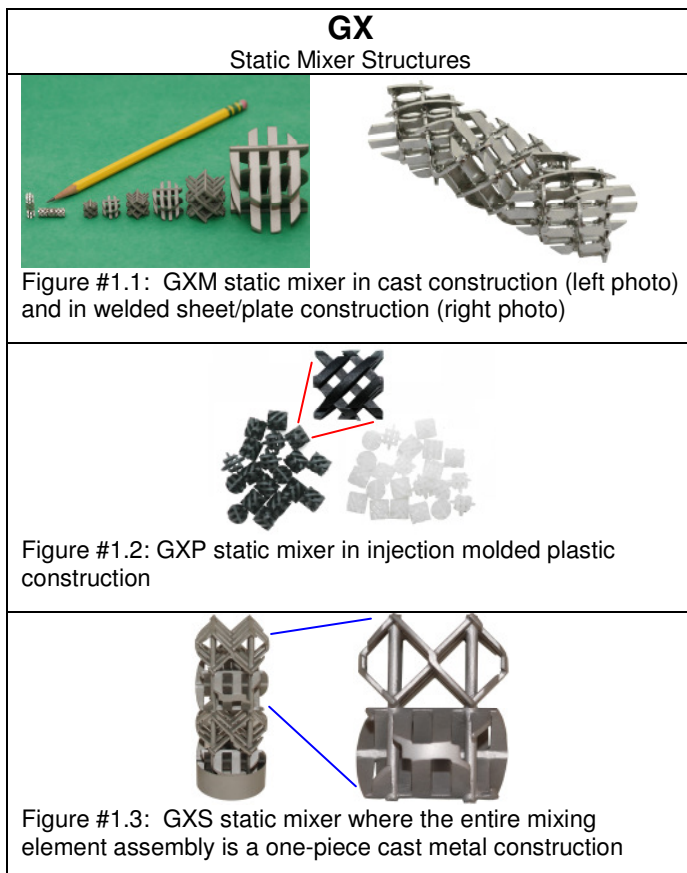 GX
Static Mixer Structures
Figure #1.1:  GXM static mixer in cast construction (left photo)
and in welded sheet/plate construction (right photo)
Figure #1.2: GXP static mixer in injection molded plastic
construction
Figure #1.3:  GXS static mixer where the entire mixing
element assembly is a one-piece cast metal construction